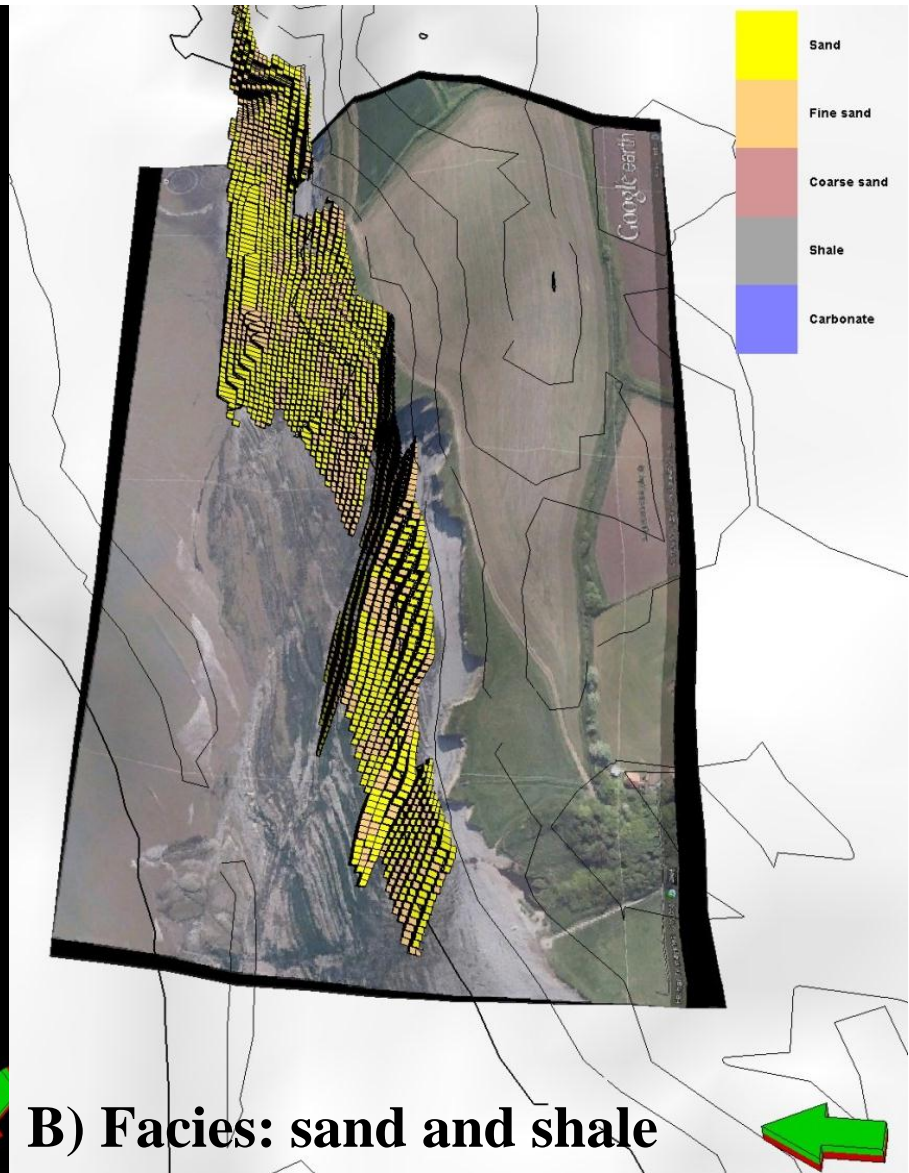 Sand
Fine sand
Coarse sand
Shale
Carbonate
Google earth
B) Facies: sand and shale